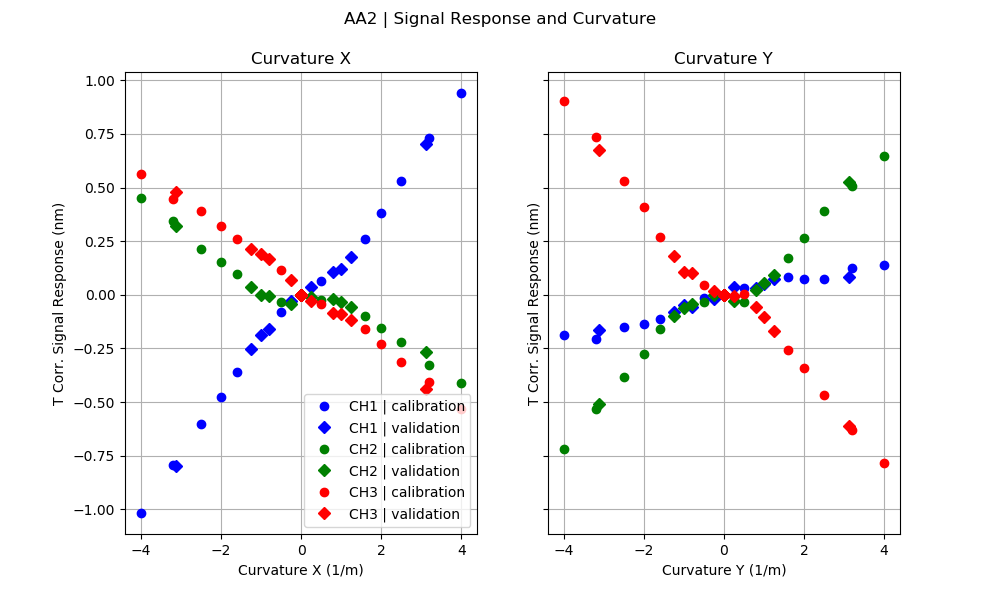 AA2 | Signal Response and Curvature
Curvature X
Curvature Y
T Corr. Signal Response (nm)
1.00
0.75
0.50
0.25
0.00
−0.25
−0.50
−0.75
−1.00
CH1 | calibration
CH1 | validation
CH2 | calibration
CH2 | validation
CH3 | calibration
CH3 | validation
−4 −2 0 2 4
Curvature X (1/m)
T Corr. Signal Response (nm)
−4 −2 0 2 4
Curvature Y (1/m)